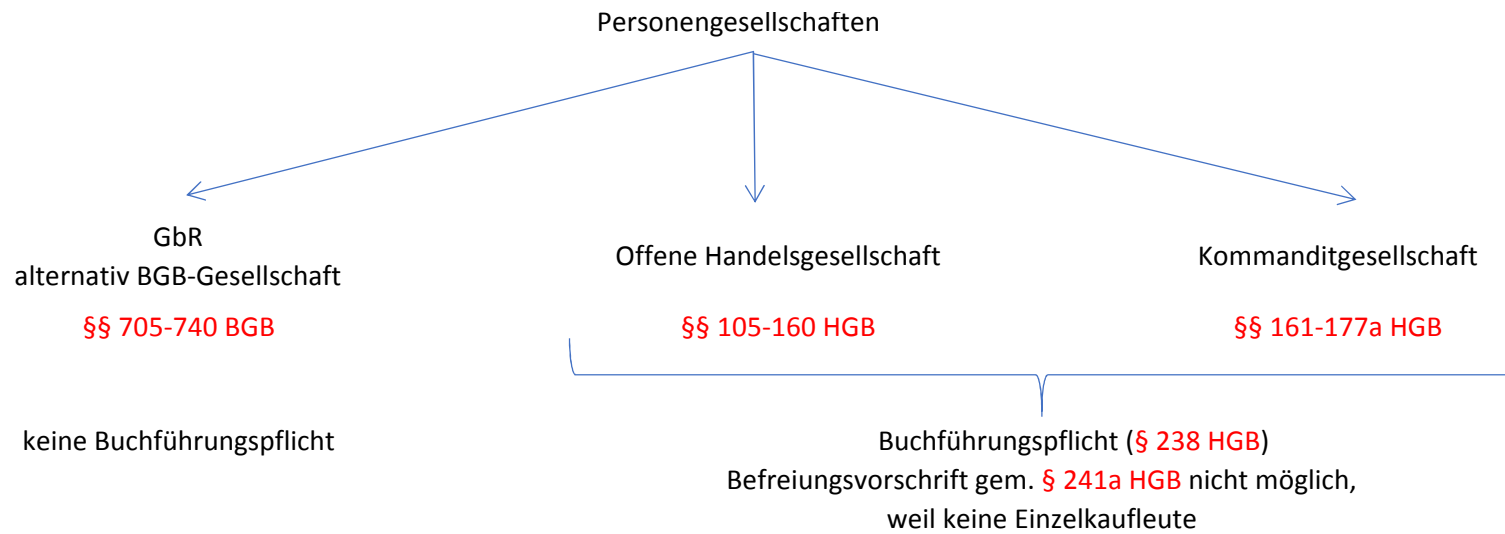 Personengesellschaften
GbR
alternativ BGB-Gesellschaft
§§ 705-740 BGB
Offene Handelsgesellschaft
§§ 105-160 HGB
Kommanditgesellschaft
§§ 161-177a HGB
keine Buchführungspflicht
Buchführungspflicht (§ 238 HGB)
Befreiungsvorschrift gem. § 241a HGB nicht möglich,
weil keine Einzelkaufleute